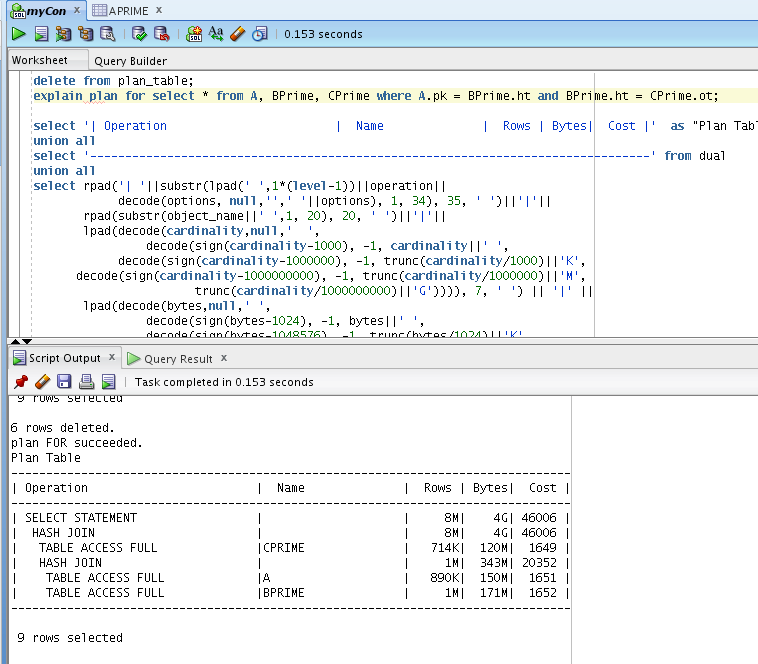 myCon x APRIME x
SQL Aa 0.153 seconds
Worksheet Query Builder
delete from plan_table;
explain plan for select * from A, BPrime, CPrime where A.pk = BPrime.ht and BPrime.ht = CPrime.ot;
select '| Operation | Name | Rows | Bytes| Cost |' as "Plan Tabl
union all
select '--------------------------------------------------------------------------------' from dual
union all
select rpad('| '||substr(lpad(' ',1*(level-1))||operation||
decode(options, null,'',' '||options), 1, 34), 35, ' ')||'|'||
rpad(substr(object_name||' ',1, 20), 20, ' ')||'|'||
lpad(decode(cardinality,null,'  ',
decode(sign(cardinality-1000), -1, cardinality||' ',
decode(sign(cardinality-1000000), -1, trunc(cardinality/1000)||'K',
decode(sign(cardinality-1000000000), -1, trunc(cardinality/1000000)||'M',
trunc(cardinality/1000000000)||'G')))), 7, ' ') || '|' ||
lpad(decode(bytes,null,' ',
decode(sign(bytes-1024), -1, bytes||' ',
decode(sign(bytes-1048576), -1, trunc(bytes/1024)||'K',
Script Output x Query Result x
Task completed in 0.153 seconds
9 rows selected
6 rows deleted.
plan FOR succeeded.
Plan Table
--------------------------------------------------------------------------------
| Operation | Name | Rows | Bytes| Cost |
--------------------------------------------------------------------------------
| SELECT STATEMENT | | 8M| 4G| 46006 |
| HASH JOIN | | 8M| 4G| 46006 |
| TABLE ACCESS FULL |CPRIME | 714K| 120M| 1649 |
| HASH JOIN | | 1M| 343M| 20352 |
| TABLE ACCESS FULL |A | 890K| 150M| 1651 |
| TABLE ACCESS FULL |BPRIME | 1M| 171M| 1652 |
--------------------------------------------------------------------------------
9 rows selected